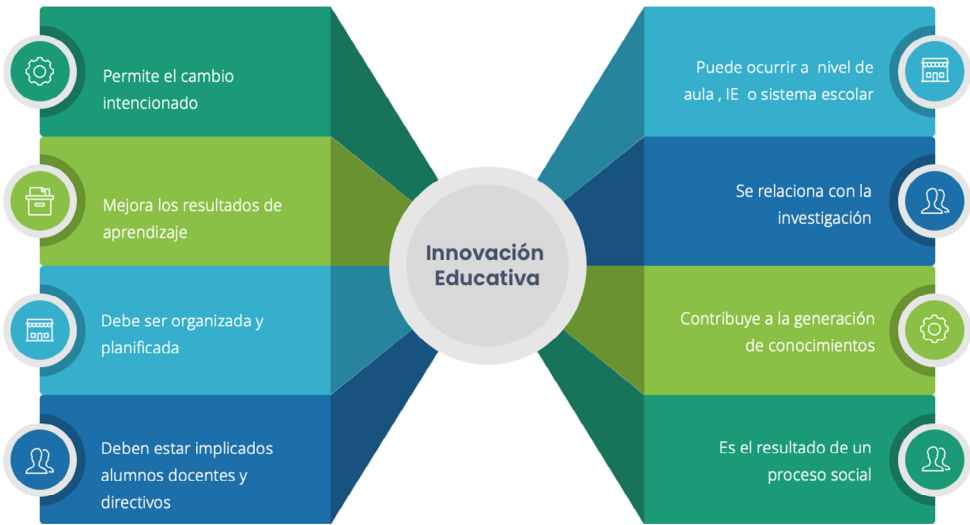 Permite el cambio
intencionado
Mejora los resultados de
aprendizaje
Debe ser organizada y
planificada
Deben estar implicados
alumnos docentes y
directivos
Innovación
Educativa
Puede ocurrir a nivel de
aula , IE o sistema escolar
Se relaciona con la
investigación
Contribuye a la generación
de conocimientos
Es el resultado de un
proceso social